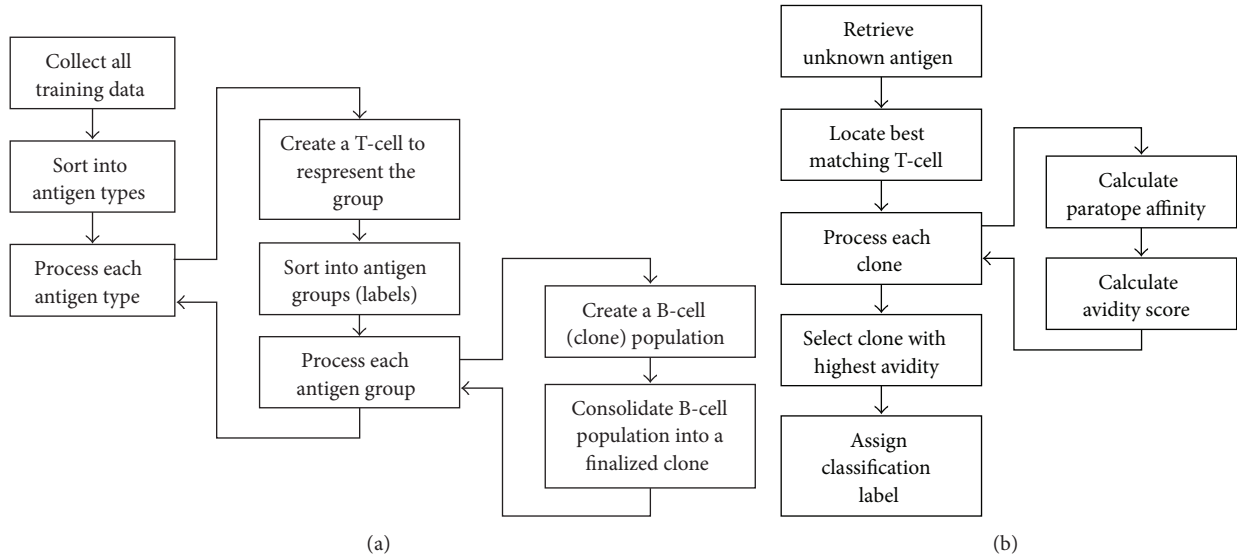 Collect all
training data
Sort into
antigen types
Process each
antigen type
Create a T-cell to
respresent the
group
Sort into antigen
groups (labels)
Process each
antigen group
Create a B-cell
(clone) population
Consolidate B-cell
population into a
finalized clone
(a)
Retrieve
unknown antigen
Locate best
matching T-cell
Process each
clone
Select clone with
highest avidity
Assign
classification
label
Calculate
paratope affinity
Calculate
avidity score
(b)